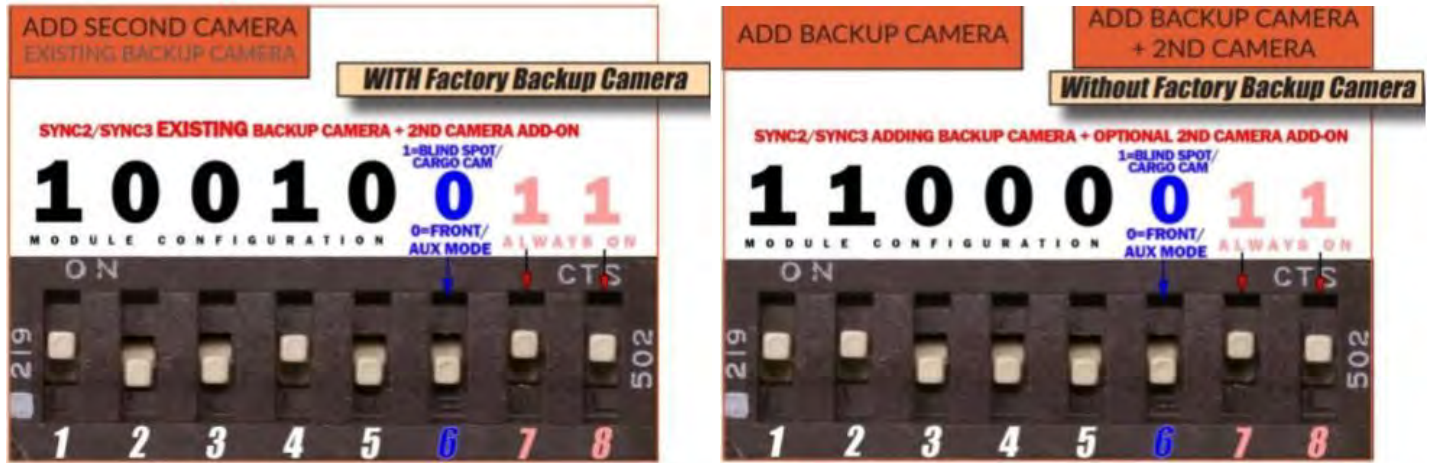 ADD SECOND CAMERA
EXISTING BACKUP CAMERA
WITH Factory Backup Camera
SYNC2/SYNC3 EXISTING BACKUP CAMERA + 2ND CAMERA ADD-ON
1=BLIND SPOT/
CARGO CAM
1 0 0 1 0 0 1 1
MODULE CONFIGURATION
0=FRONT/
AUX MODE
ALWAYS ON
ON
CTS
219
502
1 2 3 4 5 6 7 8
ADD BACKUP CAMERA
ADD BACKUP CAMERA
+ 2ND CAMERA
Without Factory Backup Camera
SYNC2/SYNC3 ADDING BACKUP CAMERA + OPTIONAL 2ND CAMERA ADD-ON
1=BLIND SPOT/
CARGO CAM
1 1 0 0 0 0 1 1
MODULE CONFIGURATION
0=FRONT/
AUX MODE
ALWAYS ON
ON
CTS
219
502
1 2 3 4 5 6 7 8